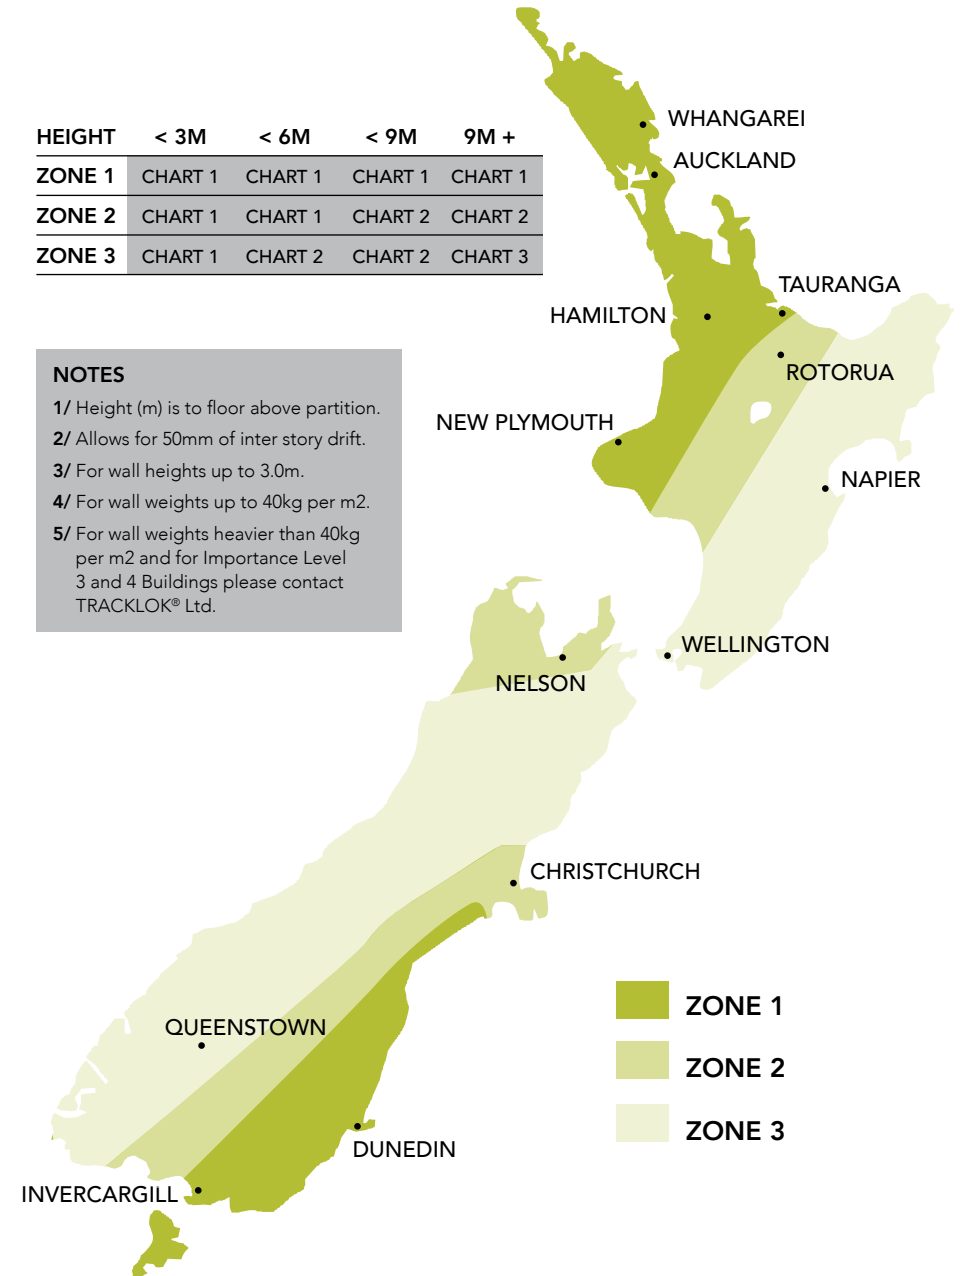 HEIGHT < 3M < 6M < 9M 9M +
ZONE 1 CHART 1 CHART 1 CHART 1 CHART 1
ZONE 2 CHART 1 CHART 1 CHART 2 CHART 2
ZONE 3 CHART 1 CHART 2 CHART 2 CHART 3
NOTES
1/ Height (m) is to floor above partition.
2/ Allows for 50mm of inter story drift.
3/ For wall heights up to 3.0m.
4/ For wall weights up to 40kg per m2.
5/ For wall weights heavier than 40kg
per m2 and for Importance Level
3 and 4 Buildings please contact
TRACKLOK® Ltd.
WHANGAREI
AUCKLAND
TAURANGA
HAMILTON
ROTORUA
NEW PLYMOUTH
NAPIER
WELLINGTON
NELSON
CHRISTCHURCH
QUEENSTOWN
DUNEDIN
INVERCARGILL
ZONE 1
ZONE 2
ZONE 3